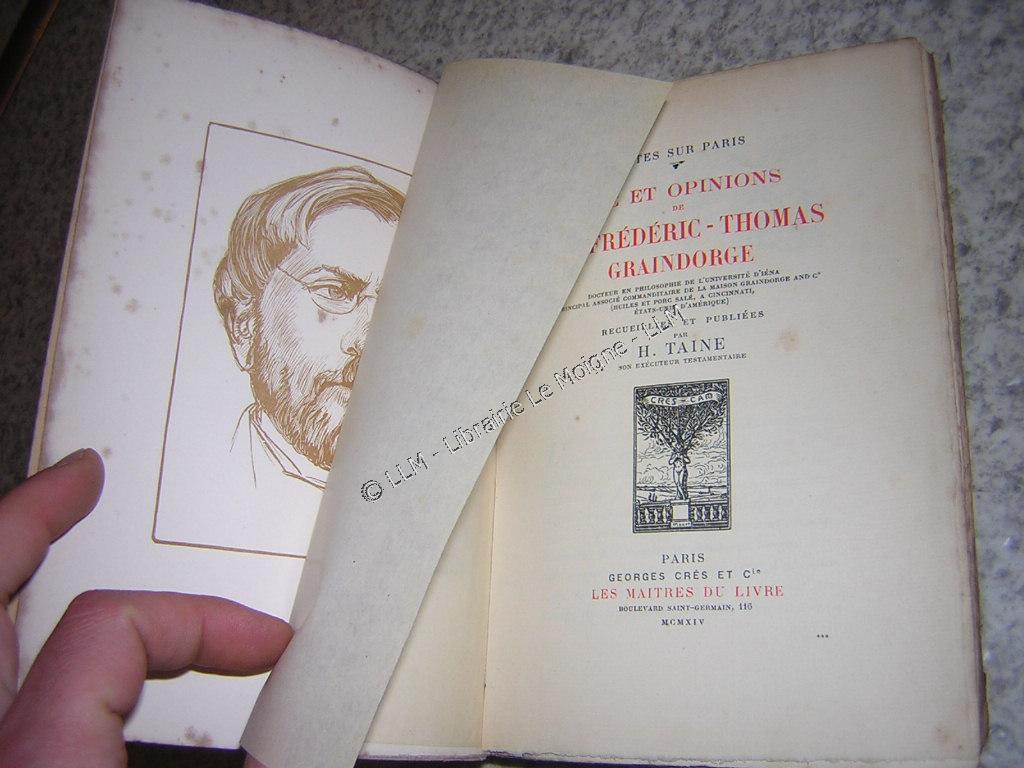 TES SUR PARIS
ET OPINIONS
DE
FRÉDÉRIC - THOMAS
GRAINDORGE
DOCTEUR EN PHILOSOPHIE DE L'UNIVERSITÉ D'IÉNA
NCIPAL ASSOCIÉ COMMANDITAIRE DE LA MAISON GRAINDORGE AND Cº
(HUILES ET PORC SALÉ, A CINCINNATI,
ÉTATS-UNIS D'AMÉRIQUE)
RECUEILLIES ET PUBLIÉES
PAR
H. TAINE
SON EXÉCUTEUR TESTAMENTAIRE
CRES CAM
PARIS
GEORGES CRÈS ET Cie
LES MAITRES DU LIVRE
BOULEVARD SAINT-GERMAIN, 116
MCMXIV
***
© LLM - Librairie Le Moigne - LLM